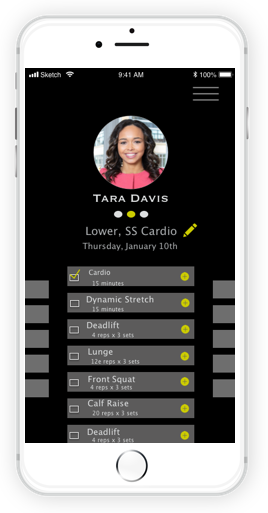 Sketch 9:41 AM 100%
TARA DAVIS
Lower, SS Cardio
Thursday, January 10th
Cardio
15 minutes
Dynamic Stretch
15 minutes
Deadlift
4 reps x 3 sets
Lunge
12e reps x 3 sets
Front Squat
4 reps x 3 sets
Calf Raise
20 reps x 3 sets
Deadlift
4 reps x 3 sets